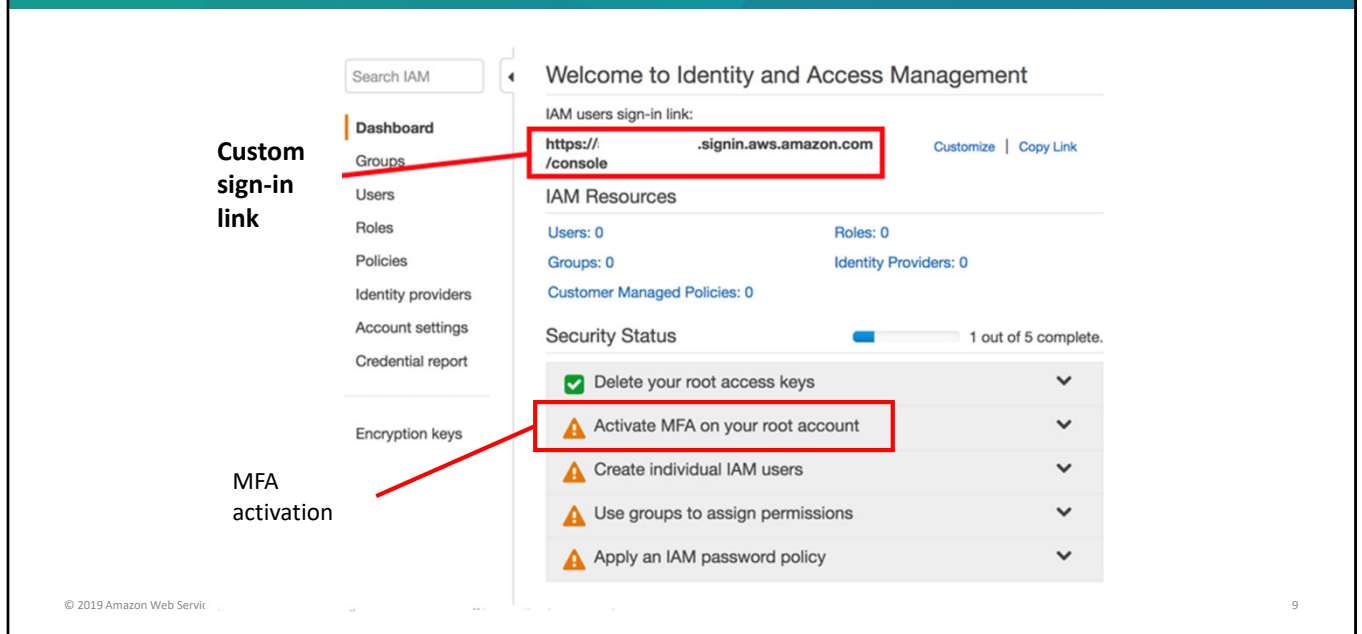 Search IAM
Dashboard
Groups
Users
Roles
Policies
Identity providers
Account settings
Credential report
Encryption keys
Custom
sign-in
link
MFA
activation
Welcome to Identity and Access Management
IAM users sign-in link:
https:// .signin.aws.amazon.com
/console
Customize | Copy Link
IAM Resources
Users: 0 Roles: 0
Groups: 0 Identity Providers: 0
Customer Managed Policies: 0
Security Status 1 out of 5 complete.
Delete your root access keys
Activate MFA on your root account
Create individual IAM users
Use groups to assign permissions
Apply an IAM password policy
© 2019 Amazon Web 9